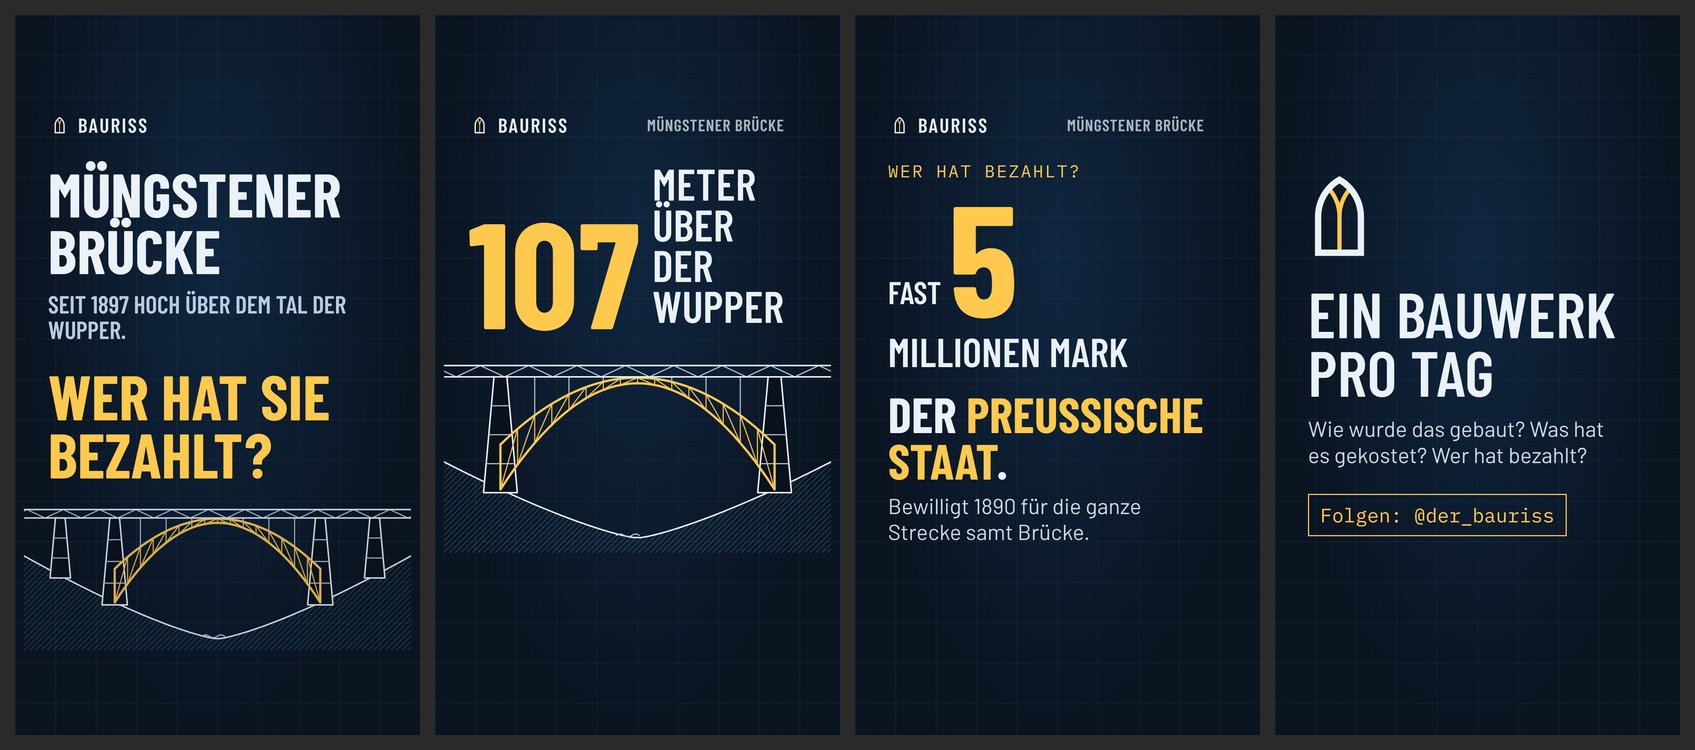 BAURISS
MÜNGSTENER
BRÜCKE
SEIT 1897 HOCH ÜBER DEM TAL DER
WUPPER.
WER HAT SIE
BEZAHLT?
BAURISS
MÜNGSTENER BRÜCKE
107
METER
ÜBER
DER
WUPPER
BAURISS
MÜNGSTENER BRÜCKE
WER HAT BEZAHLT?
FAST 5
MILLIONEN MARK
DER PREUSSISCHE
STAAT.
Bewilligt 1890 für die ganze
Strecke samt Brücke.
EIN BAUWERK
PRO TAG
Wie wurde das gebaut? Was hat
es gekostet? Wer hat bezahlt?
Folgen: @der_bauriss